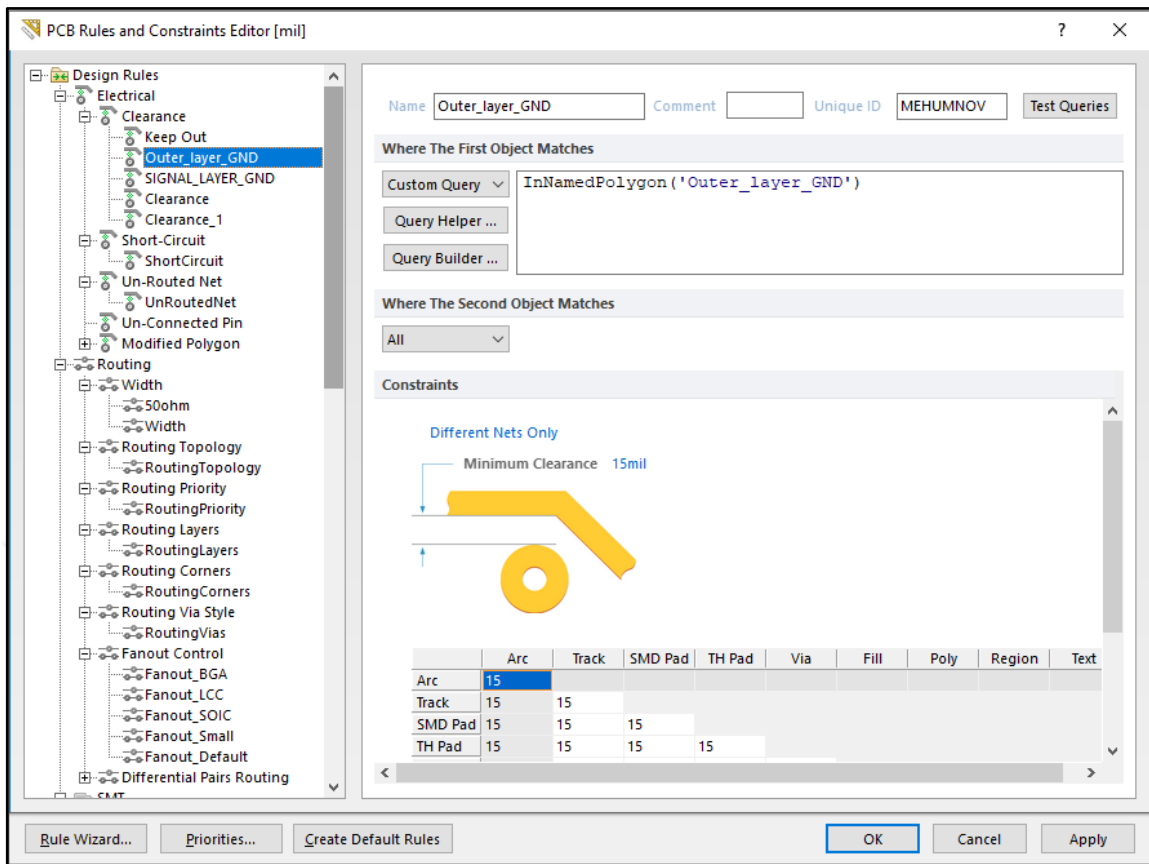 PCB Rules and Constraints Editor [mil]
?
Design Rules
Electrical
Clearance
Keep Out
Outer_layer_GND
SIGNAL_LAYER_GND
Clearance
Clearance_1
Short-Circuit
ShortCircuit
Un-Routed Net
UnRoutedNet
Un-Connected Pin
Modified Polygon
Routing
Width
50ohm
Width
Routing Topology
RoutingTopology
Routing Priority
RoutingPriority
Routing Layers
RoutingLayers
Routing Corners
RoutingCorners
Routing Via Style
RoutingVias
Fanout Control
Fanout_BGA
Fanout_LCC
Fanout_SOIC
Fanout_Small
Fanout_Default
Differential Pairs Routing
SMT
Name Outer_layer_GND Comment Unique ID MEHUMNOV Test Queries
Where The First Object Matches
Custom Query InNamedPolygon('Outer_layer_GND')
Query Helper ...
Query Builder ...
Where The Second Object Matches
All
Constraints
Different Nets Only
Minimum Clearance 15mil
Arc Track SMD Pad TH Pad Via Fill Poly Region Text
Arc 15
Track 15 15
SMD Pad 15 15 15
TH Pad 15 15 15 15
Rule Wizard... Priorities... Create Default Rules OK Cancel Apply